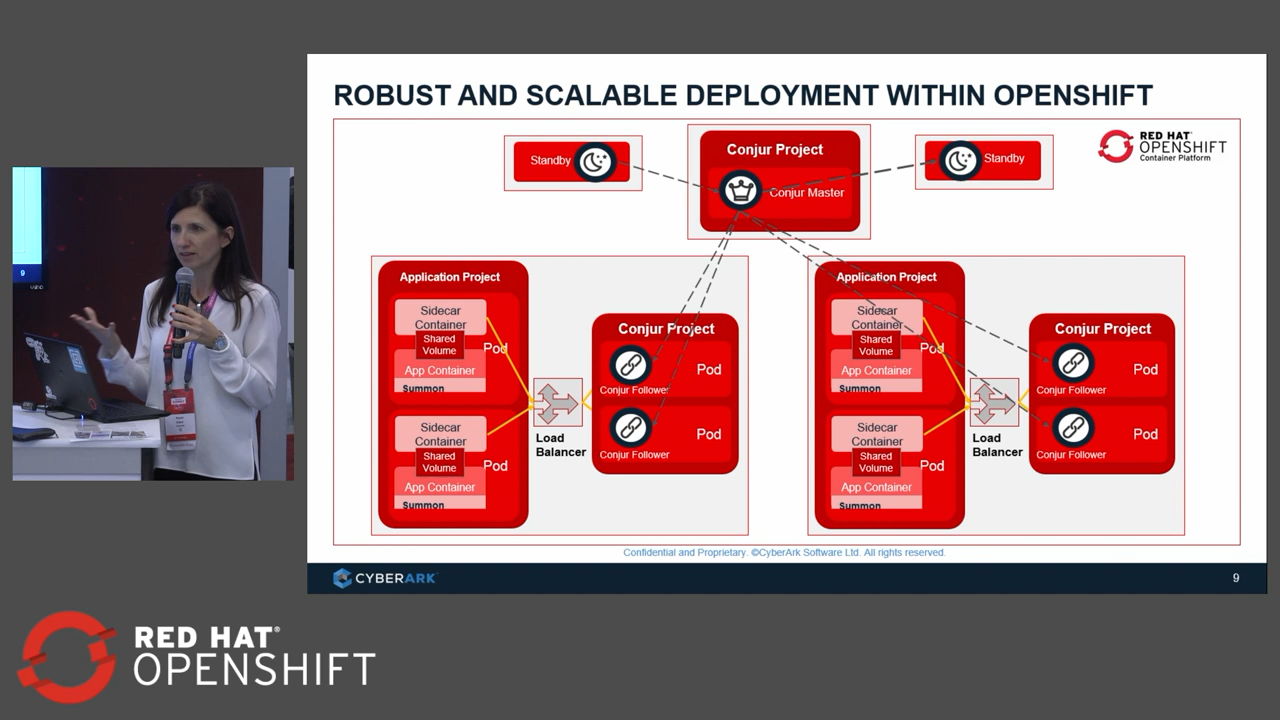 ROBUST AND SCALABLE DEPLOYMENT WITHIN OPENSHIFT
RED HAT®
OPENSHIFT
Container Platform
Standby
Conjur Project
Conjur Master
Standby
Application Project
Sidecar
Container
Shared
Volume
Pod
App Container
Summon
Sidecar
Container
Shared
Volume
Pod
App Container
Summon
Load
Balancer
Conjur Project
Pod
Conjur Follower
Pod
Conjur Follower
Application Project
Sidecar
Container
Shared
Volume
Pod
App Container
Summon
Sidecar
Container
Shared
Volume
Pod
App Container
Summon
Load
Balancer
Conjur Project
Pod
Conjur Follower
Pod
Conjur Follower
Confidential and Proprietary. ©CyberArk Software Ltd. All rights reserved.
CYBERARK
9
9
RED HAT®
OPENSHIFT